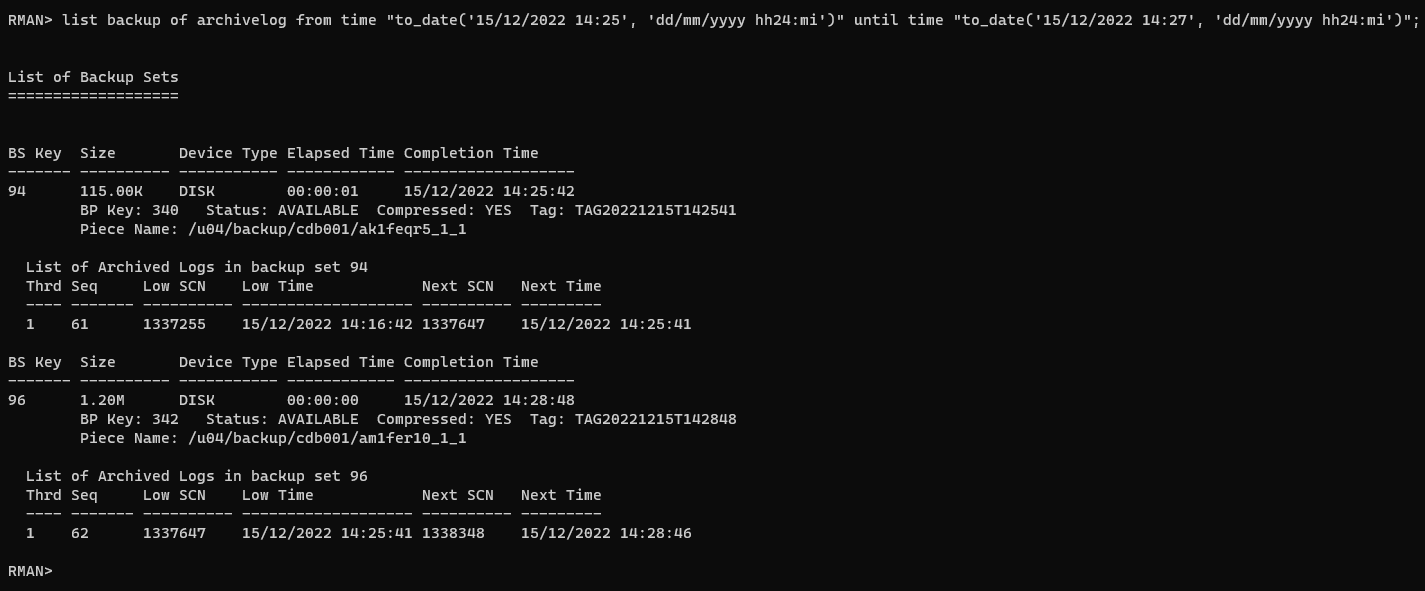 RMAN> list backup of archivelog from time "to_date('15/12/2022 14:25', 'dd/mm/yyyy hh24:mi')" until time "to_date('15/12/2022 14:27', 'dd/mm/yyyy hh24:mi')";
List of Backup Sets
===================
BS Key  Size       Device Type Elapsed Time Completion Time
------- ---------- ----------- ------------ -------------------
94      115.00K    DISK        00:00:01     15/12/2022 14:25:42
        BP Key: 340   Status: AVAILABLE  Compressed: YES  Tag: TAG20221215T142541
        Piece Name: /u04/backup/cdb001/ak1feqr5_1_1
  List of Archived Logs in backup set 94
  Thrd Seq     Low SCN    Low Time            Next SCN   Next Time
  ---- ------- ---------- ------------------- ---------- ---------
  1    61      1337255    15/12/2022 14:16:42 1337647    15/12/2022 14:25:41
BS Key  Size       Device Type Elapsed Time Completion Time
------- ---------- ----------- ------------ -------------------
96      1.20M      DISK        00:00:00     15/12/2022 14:28:48
        BP Key: 342   Status: AVAILABLE  Compressed: YES  Tag: TAG20221215T142848
        Piece Name: /u04/backup/cdb001/am1fer10_1_1
  List of Archived Logs in backup set 96
  Thrd Seq     Low SCN    Low Time            Next SCN   Next Time
  ---- ------- ---------- ------------------- ---------- ---------
  1    62      1337647    15/12/2022 14:25:41 1338348    15/12/2022 14:28:46
RMAN>